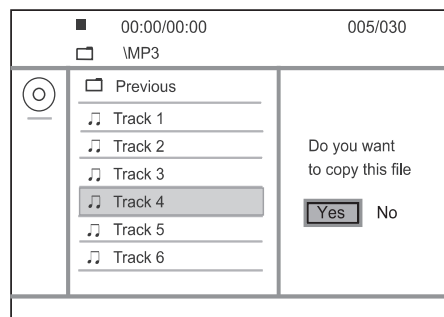 00:00/00:00 005/030
\MP3
Previous
Track 1
Track 2
Track 3
Track 4
Track 5
Track 6
Do you want
to copy this file
Yes No